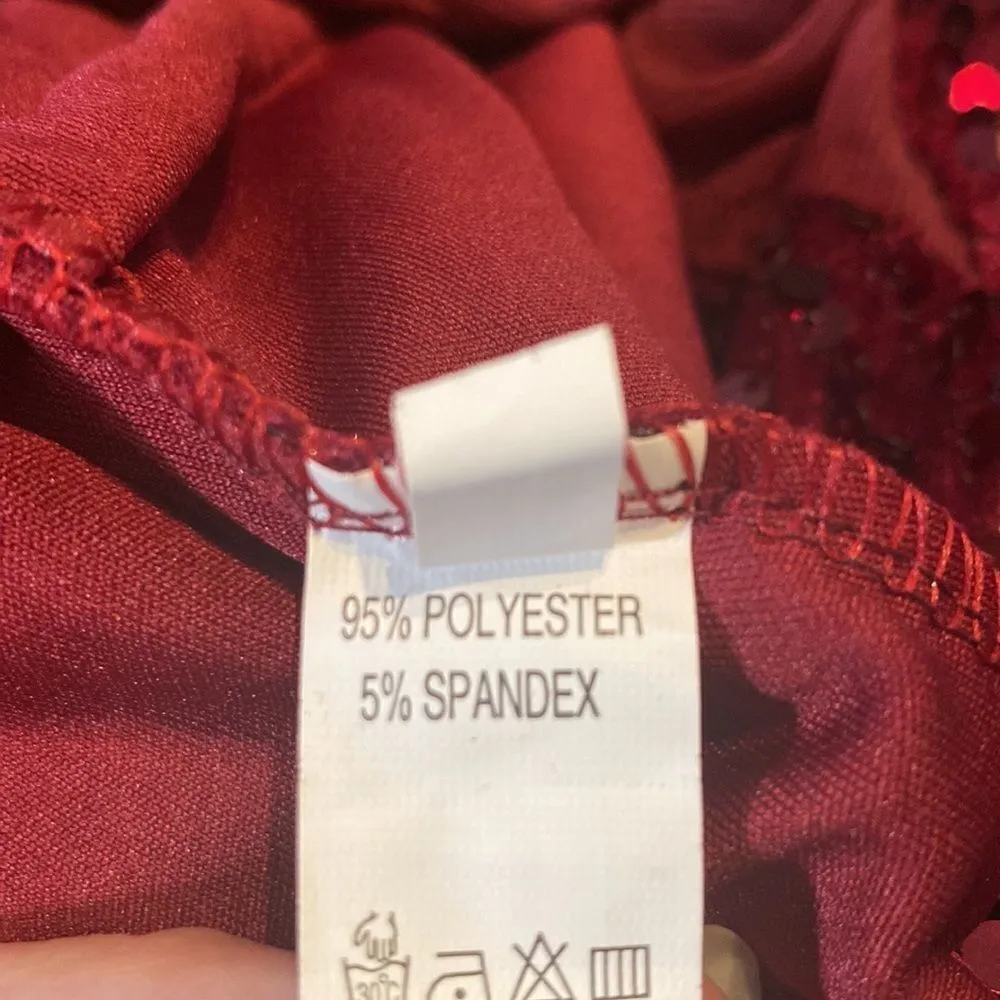 95% POLYESTER
5% SPANDEX
30°C